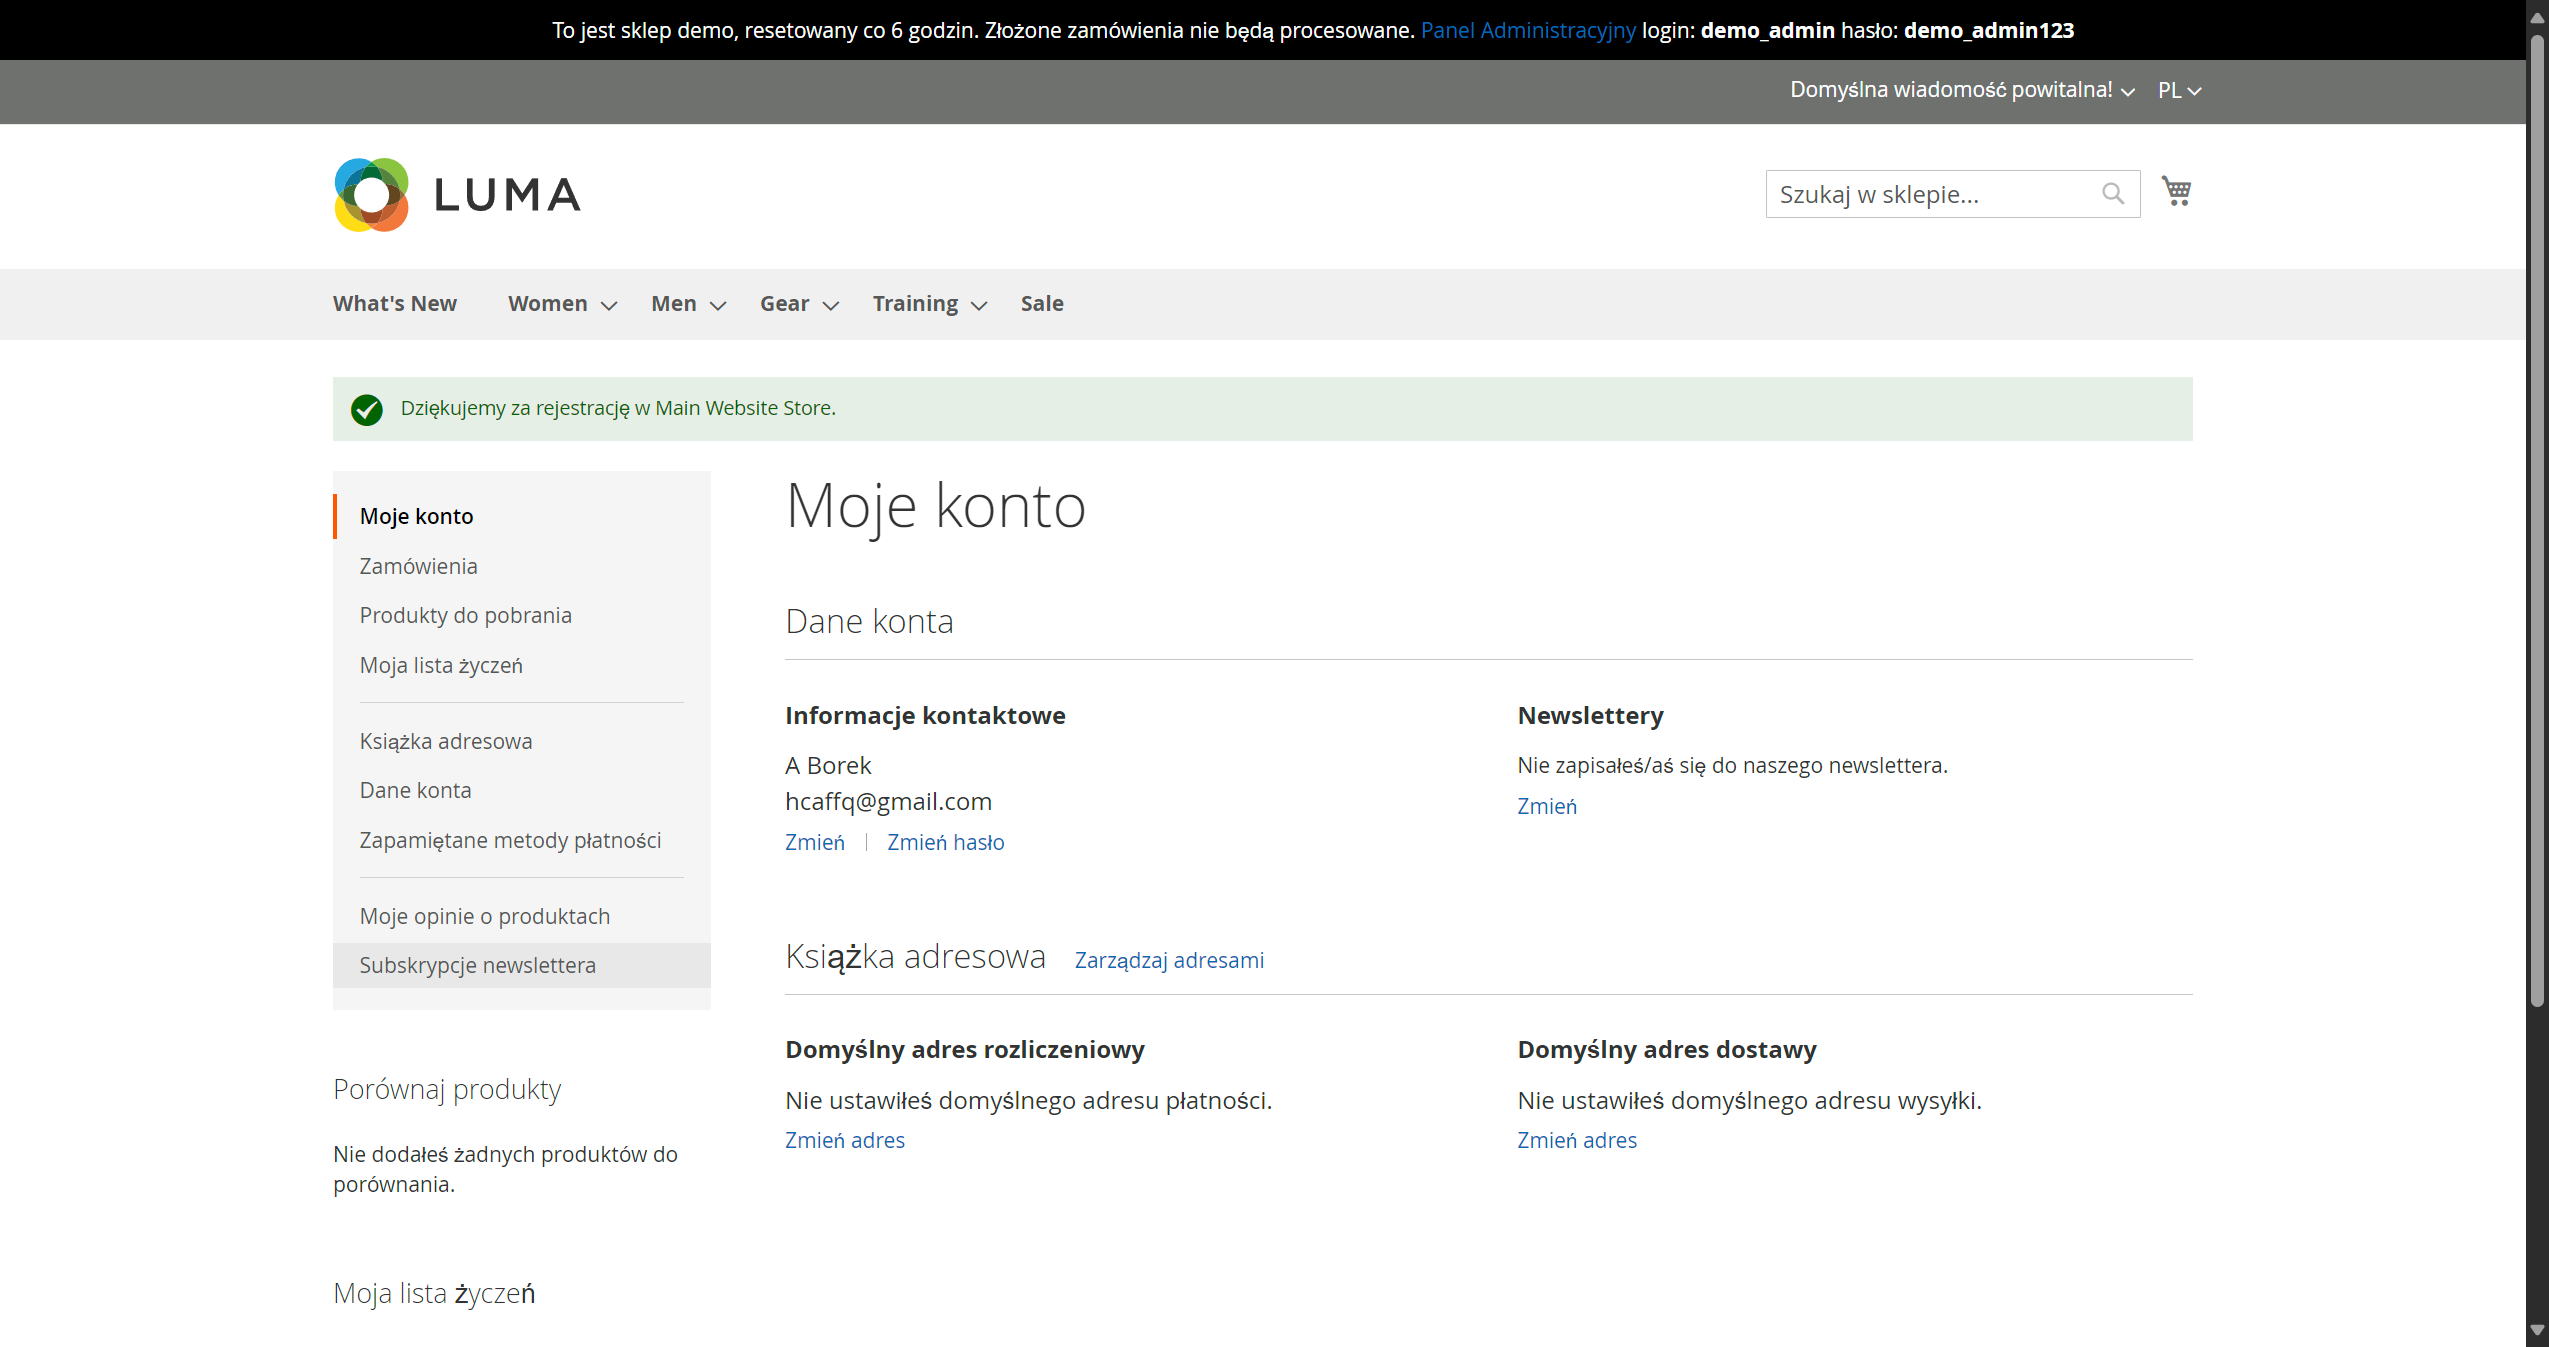 To jest sklep demo, resetowany co 6 godzin. Złożone zamówienia nie będą procesowane. Panel Administracyjny login: demo_admin hasło: demo_admin123
Domyślna wiadomość powitalna! PL
LUMA
Szukaj w sklepie...
What's New Women Men Gear Training Sale
Dziękujemy za rejestrację w Main Website Store.
Moje konto
Zamówienia
Produkty do pobrania
Moja lista życzeń
Książka adresowa
Dane konta
Zapamiętane metody płatności
Moje opinie o produktach
Subskrypcje newslettera
Porównaj produkty
Nie dodałeś żadnych produktów do
porównania.
Moja lista życzeń
Moje konto
Dane konta
Informacje kontaktowe
A Borek
hcaffq@gmail.com
Zmień Zmień hasło
Newslettery
Nie zapisałeś/aś się do naszego newslettera.
Zmień
Książka adresowa Zarządzaj adresami
Domyślny adres rozliczeniowy
Nie ustawiłeś domyślnego adresu płatności.
Zmień adres
Domyślny adres dostawy
Nie ustawiłeś domyślnego adresu wysyłki.
Zmień adres